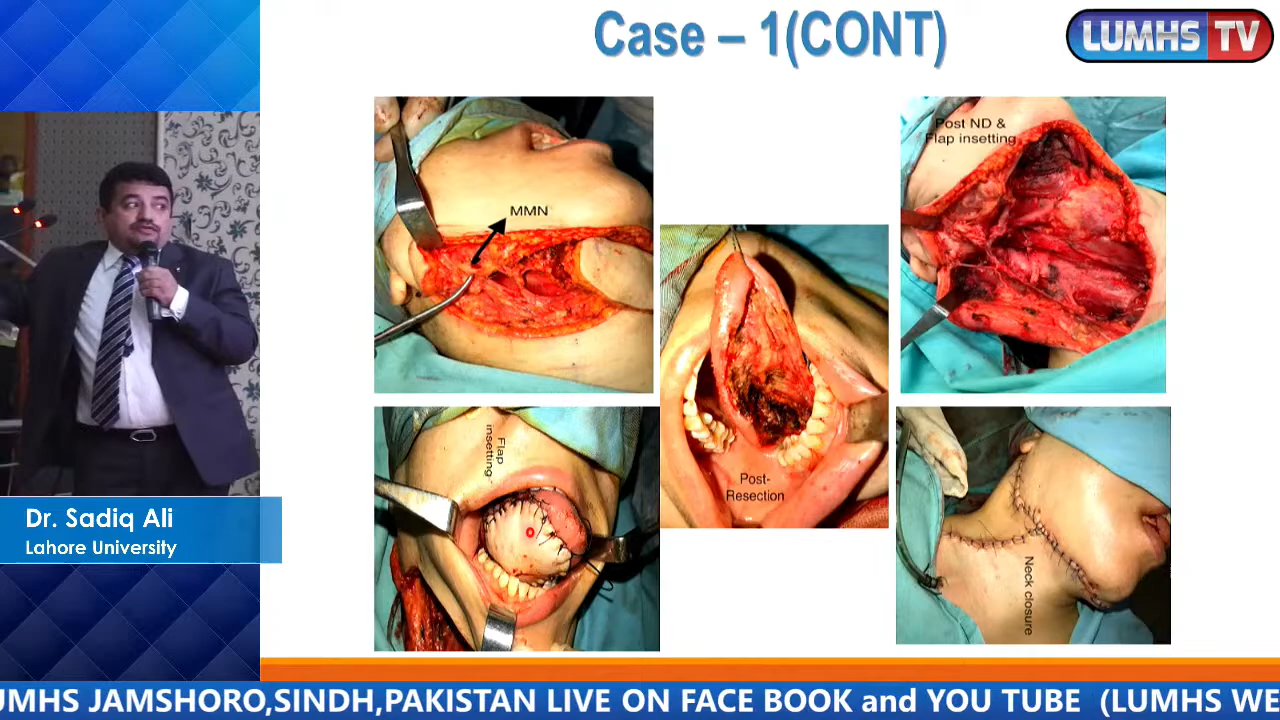 Case – 1(CONT)
LUMHS TV
MMN
Post ND &
Flap insetting
Flap
insetting
Post-
Resection
Neck closure
Dr. Sadiq Ali
Lahore University
UMHS JAMSHORO,SINDH,PAKISTAN LIVE ON FACE BOOK and YOU TUBE (LUMHS WE